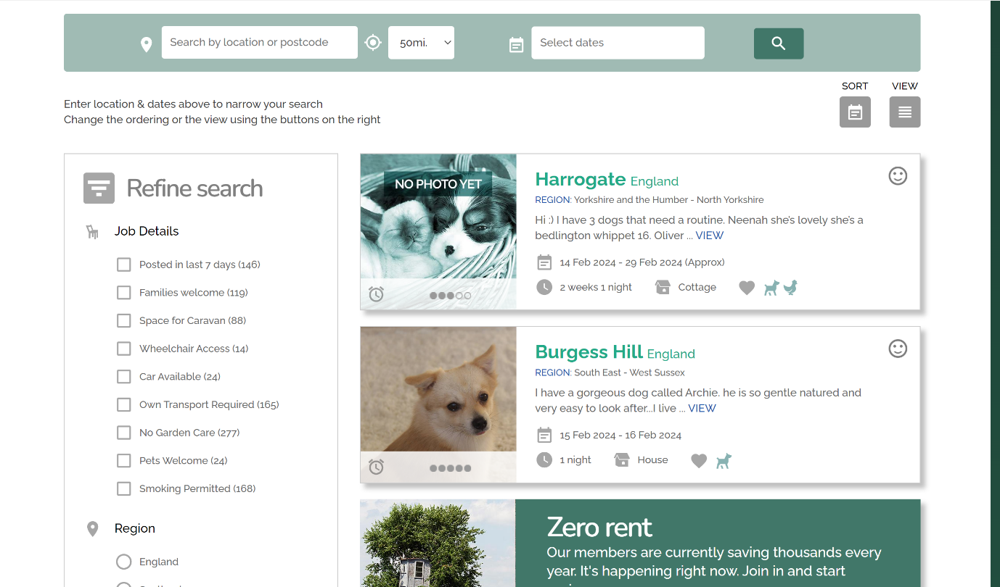 Search by location or postcode
50mi.
Select dates
SORT
VIEW
Enter location & dates above to narrow your search
Change the ordering or the view using the buttons on the right
Refine search
Job Details
Posted in last 7 days (146)
Families welcome (119)
Space for Caravan (88)
Wheelchair Access (14)
Car Available (24)
Own Transport Required (165)
No Garden Care (277)
Pets Welcome (24)
Smoking Permitted (168)
Region
England
NO PHOTO YET
Harrogate England
REGION: Yorkshire and the Humber - North Yorkshire
Hi :) I have 3 dogs that need a routine. Neenah she's lovely she's a
bedlington whippet 16. Oliver ... VIEW
14 Feb 2024 - 29 Feb 2024 (Approx)
2 weeks 1 night
Cottage
Burgess Hill England
REGION: South East - West Sussex
I have a gorgeous dog called Archie. he is so gentle natured and
very easy to look after...I live ... VIEW
15 Feb 2024 - 16 Feb 2024
1 night
House
Zero rent
Our members are currently saving thousands every
year. It's happening right now. Join in and start